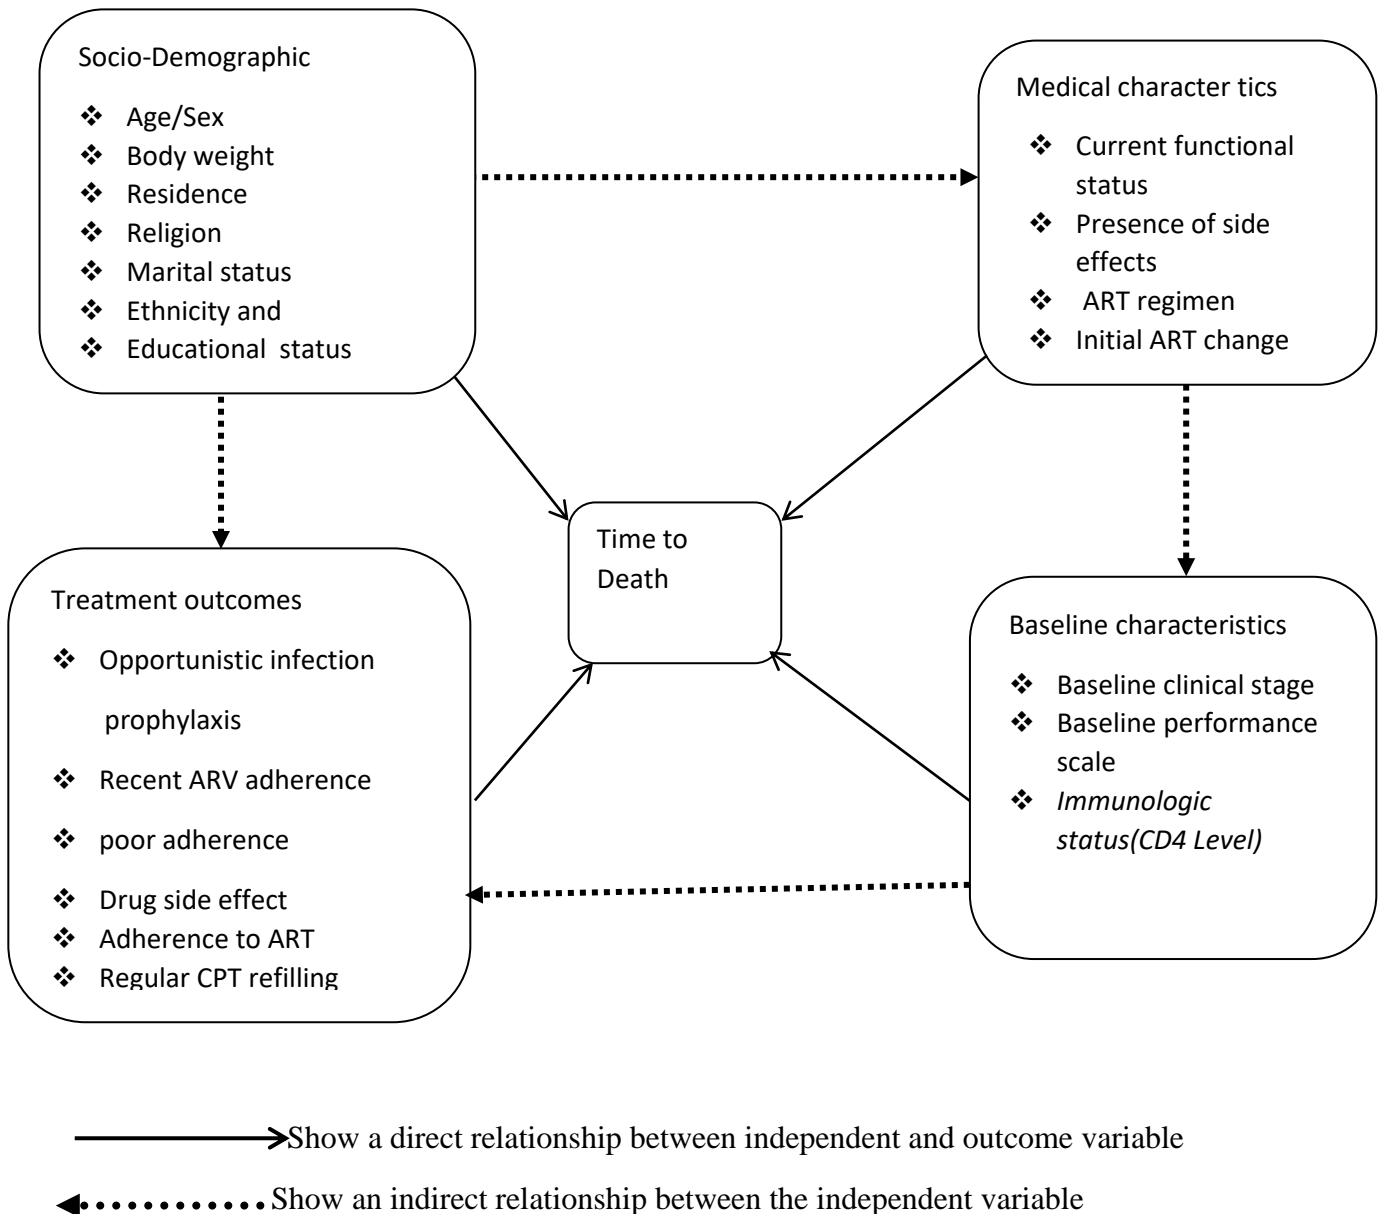 Socio-Demographic
❖ Age/Sex
❖ Body weight
❖ Residence
❖ Religion
❖ Marital status
❖ Ethnicity and
❖ Educational status
Medical character tics
❖ Current functional
status
❖ Presence of side
effects
❖ ART regimen
❖ Initial ART change
Time to
Death
Treatment outcomes
❖ Opportunistic infection
prophylaxis
❖ Recent ARV adherence
❖ poor adherence
❖ Drug side effect
❖ Adherence to ART
❖ Regular CPT refilling
Baseline characteristics
❖ Baseline clinical stage
❖ Baseline performance
scale
❖ Immunologic
status(CD4 Level)
Show a direct relationship between independent and outcome variable
Show an indirect relationship between the independent variable